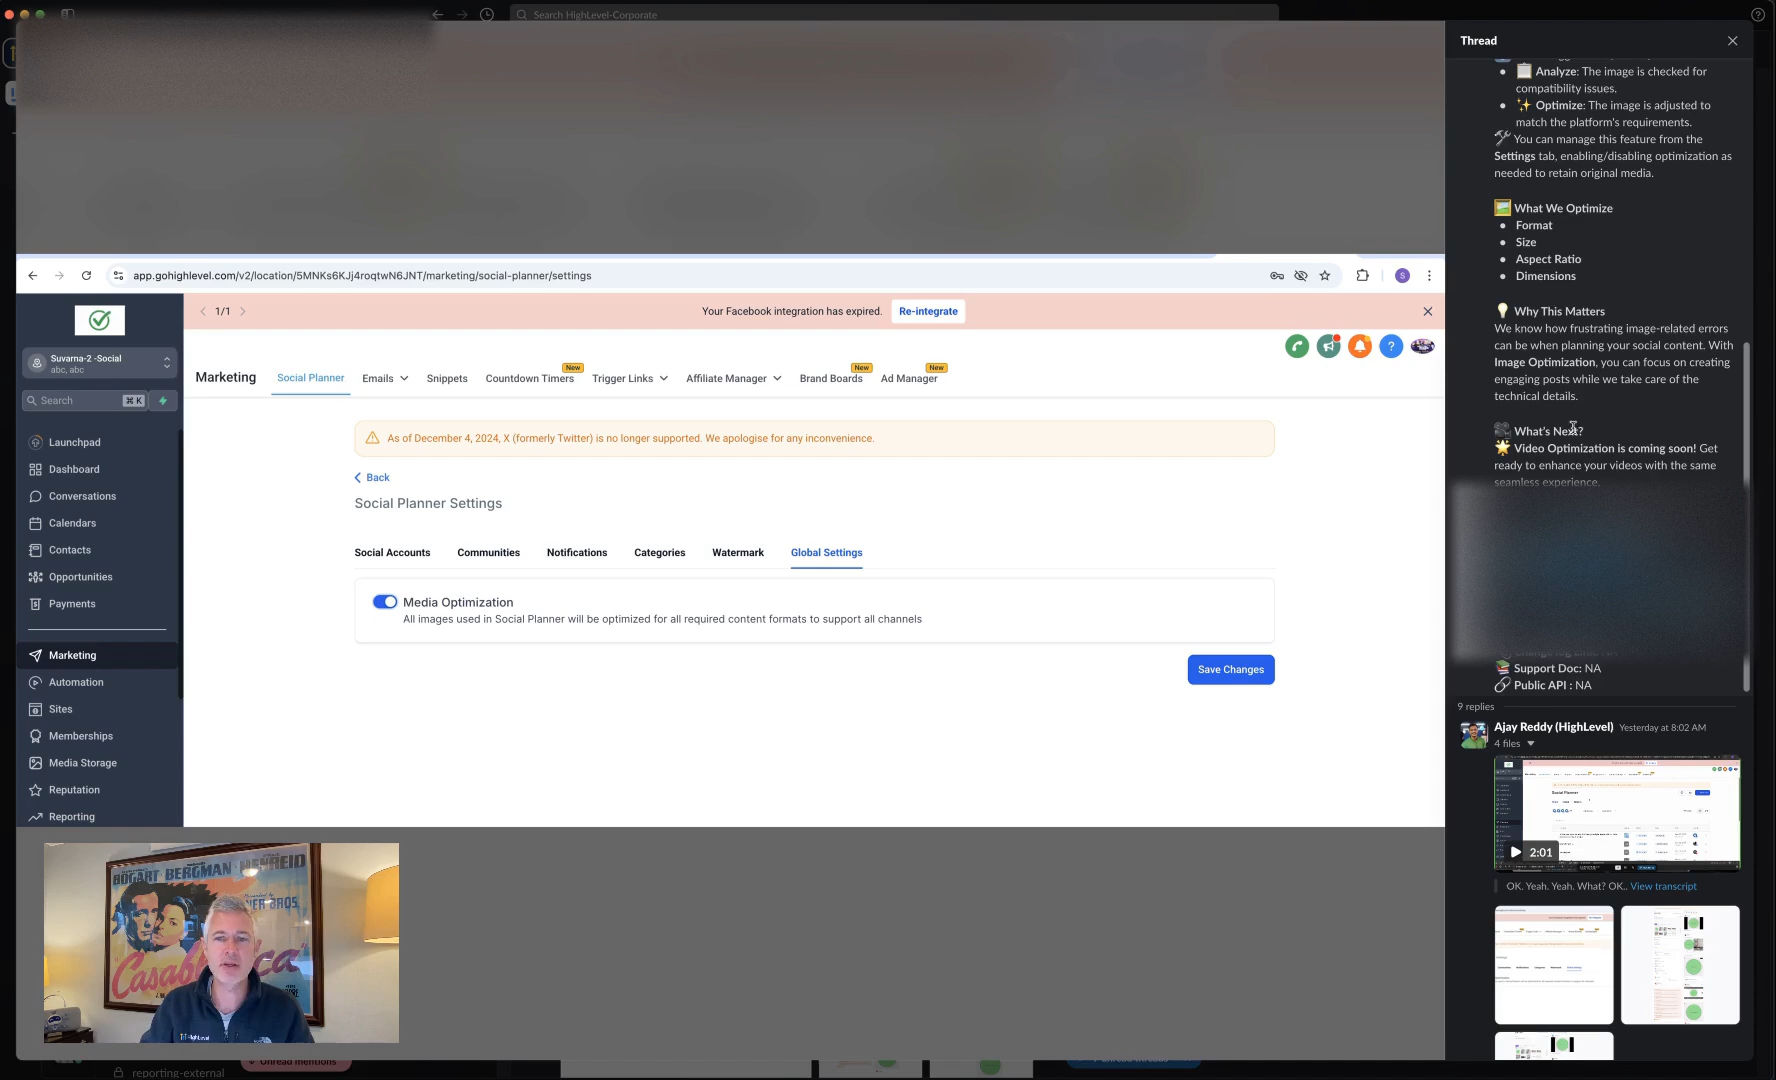 Search HighLevel-Corporate
app.gohighlevel.com/v2/location/5MNKs6KJj4roqtwN6JNT/marketing/social-planner/settings
S
1/1
Your Facebook integration has expired.
Re-integrate
Suvarna-2 -Social
abc, abc
Search
⌘ K
Launchpad
Dashboard
Conversations
Calendars
Contacts
Opportunities
Payments
Marketing
Automation
Sites
Memberships
Media Storage
Reputation
Reporting
Marketing
Social Planner
Emails
Snippets
Countdown Timers
New
Trigger Links
Affiliate Manager
Brand Boards
New
Ad Manager
New
As of December 4, 2024, X (formerly Twitter) is no longer supported. We apologise for any inconvenience.
Back
Social Planner Settings
Social Accounts
Communities
Notifications
Categories
Watermark
Global Settings
Media Optimization
All images used in Social Planner will be optimized for all required content formats to support all channels
Save Changes
BOGART BERGMAN HENREID
Casablanca
HighLevel
Unread mentions
reporting-external
Thread
Analyze: The image is checked for
compatibility issues.
Optimize: The image is adjusted to
match the platform's requirements.
You can manage this feature from the
Settings tab, enabling/disabling optimization as
needed to retain original media.
What We Optimize
Format
Size
Aspect Ratio
Dimensions
Why This Matters
We know how frustrating image-related errors
can be when planning your social content. With
Image Optimization, you can focus on creating
engaging posts while we take care of the
technical details.
What's Next?
Video Optimization is coming soon! Get
ready to enhance your videos with the same
seamless experience.
Support Doc: NA
Public API : NA
9 replies
Ajay Reddy (HighLevel) Yesterday at 8:02 AM
4 files
Social Planner
2:01
OK. Yeah. Yeah. What? OK.. View transcript